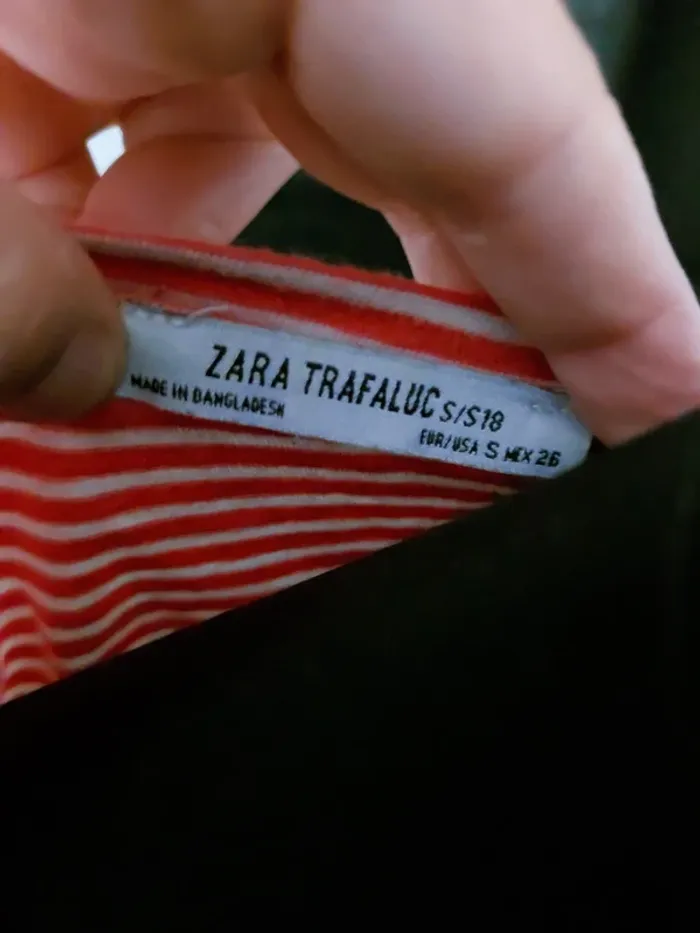 ZARA TRAFALUC S/S18
MADE IN BANGLADESH
EUR/USA S MEX 26